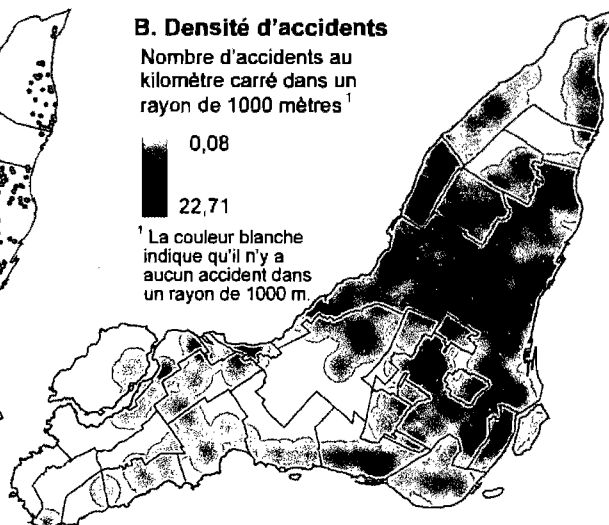 B. Densité d'accidents
Nombre d'accidents au
kilomètre carré dans un
rayon de 1000 mètres ¹
0,08
22,71
¹ La couleur blanche
indique qu'il n'y a
aucun accident dans
un rayon de 1000 m.